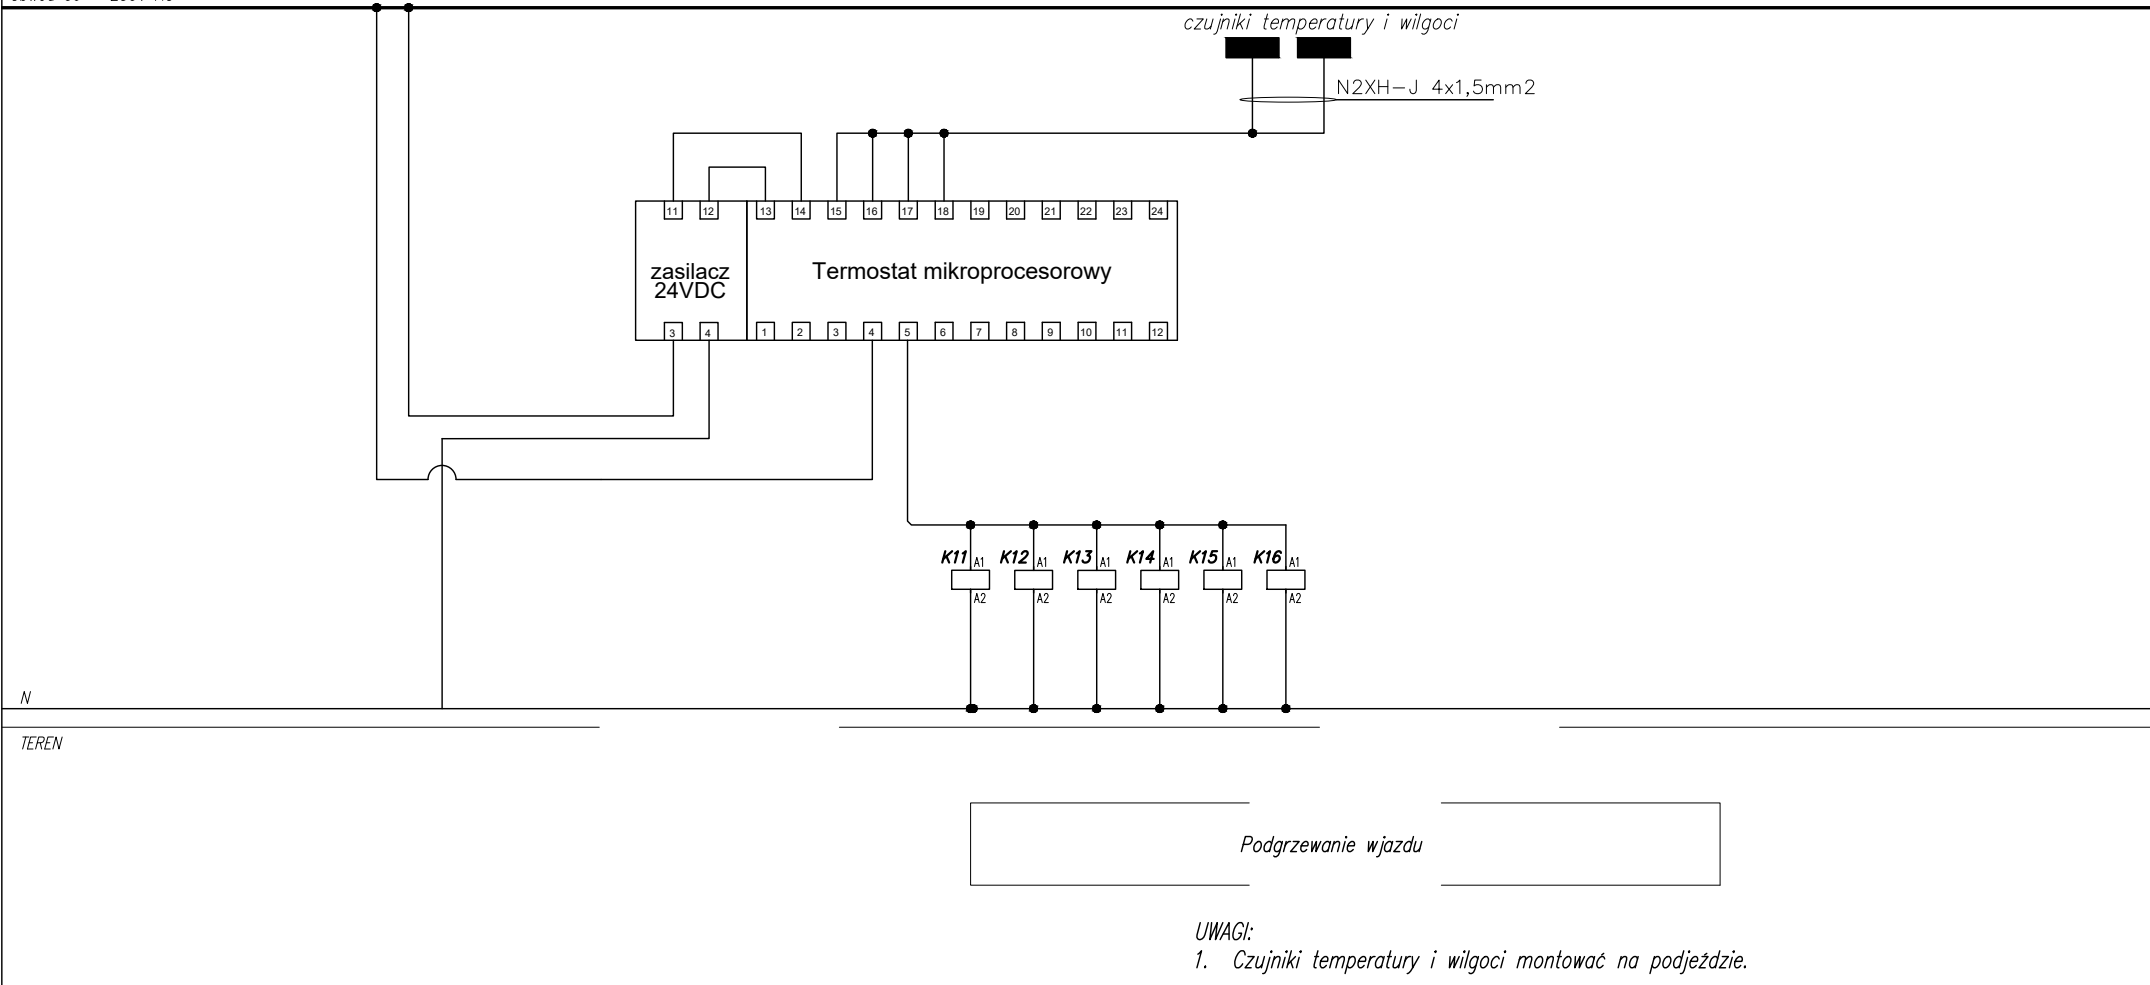 czujniki temperatury i wilgoci
N2XH-J 4x1,5mm2
11 12 13 14 15 16 17 18 19 20 21 22 23 24
zasilacz
24VDC
Termostat mikroprocesorowy
3 4 1 2 3 4 5 6 7 8 9 10 11 12
K11 A1 K12 A1 K13 A1 K14 A1 K15 A1 K16 A1
A2 A2 A2 A2 A2 A2
N
TEREN
Podgrzewanie wjazdu
UWAGI:
1. Czujniki temperatury i wilgoci montować na podjeździe.